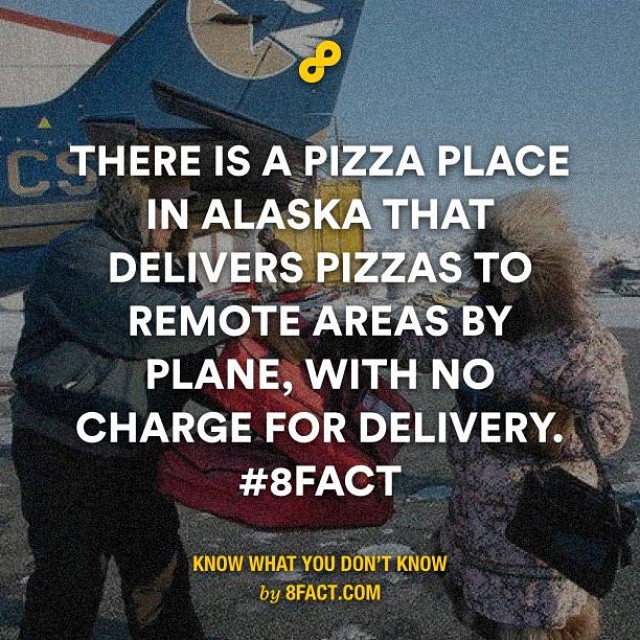 CS
THERE IS A PIZZA PLACE
IN ALASKA THAT
DELIVERS PIZZAS TO
REMOTE AREAS BY
PLANE, WITH NO
CHARGE FOR DELIVERY.
#8FACT
KNOW WHAT YOU DON'T KNOW
by 8FACT.COM